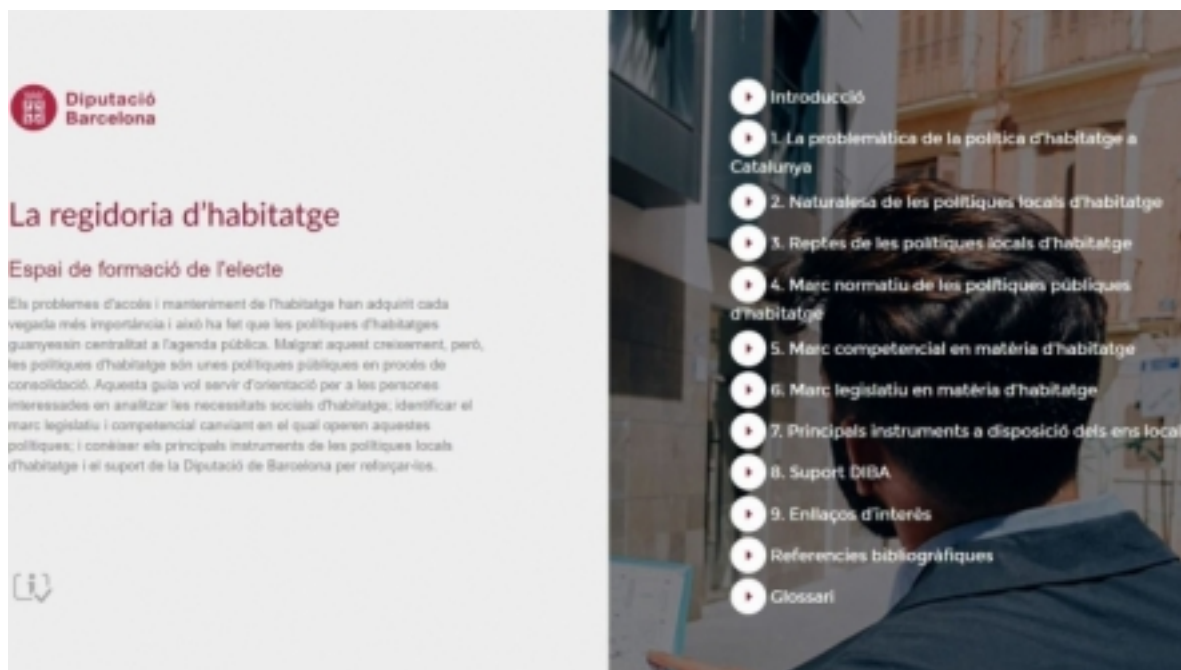 Diputació
Barcelona
La regidoria d'habitatge
Espai de formació de l'electe
Els problemes d'accés i manteniment de l'habitatge han adquirit cada
vegada més importància i això ha fet que les polítiques d'habitatges
guanyessin centralitat a l'agenda pública. Malgrat aquest creixement, però,
les polítiques d'habitatge són unes polítiques públiques en procés de
consolidació. Aquesta guia vol servir d'orientació per a les persones
interessades en analitzar les necessitats socials d'habitatge; identificar el
marc legislatiu i competencial canviant en el qual operen aquestes
polítiques; i conèixer els principals instruments de les polítiques locals
d'habitatge i el suport de la Diputació de Barcelona per reforçar-los.
Introducció
1. La problemàtica de la política d'habitatge a
Catalunya
2. Naturalesa de les polítiques locals d'habitatge
3. Reptes de les polítiques locals d'habitatge
4. Marc normatiu de les polítiques públiques
d'habitatge
5. Marc competencial en matèria d'habitatge
6. Marc legislatiu en matèria d'habitatge
7. Principals instruments a disposició dels ens local
8. Suport DIBA
9. Enllaços d'interès
Referencies bibliogràfiques
Glossari